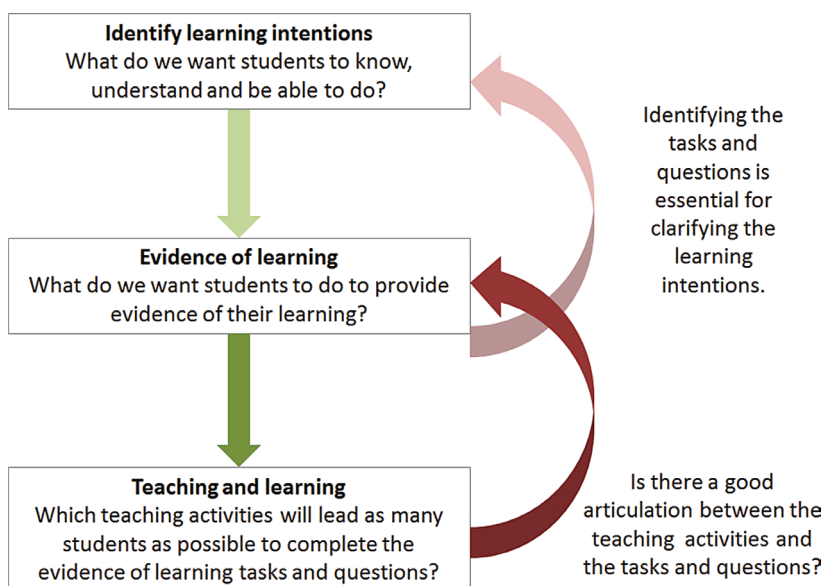 Identify learning intentions
What do we want students to know,
understand and be able to do?
Identifying the
tasks and
questions is
essential for
clarifying the
learning
intentions.
Evidence of learning
What do we want students to do to provide
evidence of their learning?
Teaching and learning
Which teaching activities will lead as many
students as possible to complete the
evidence of learning tasks and questions?
Is there a good
articulation between the
teaching activities and
the tasks and questions?